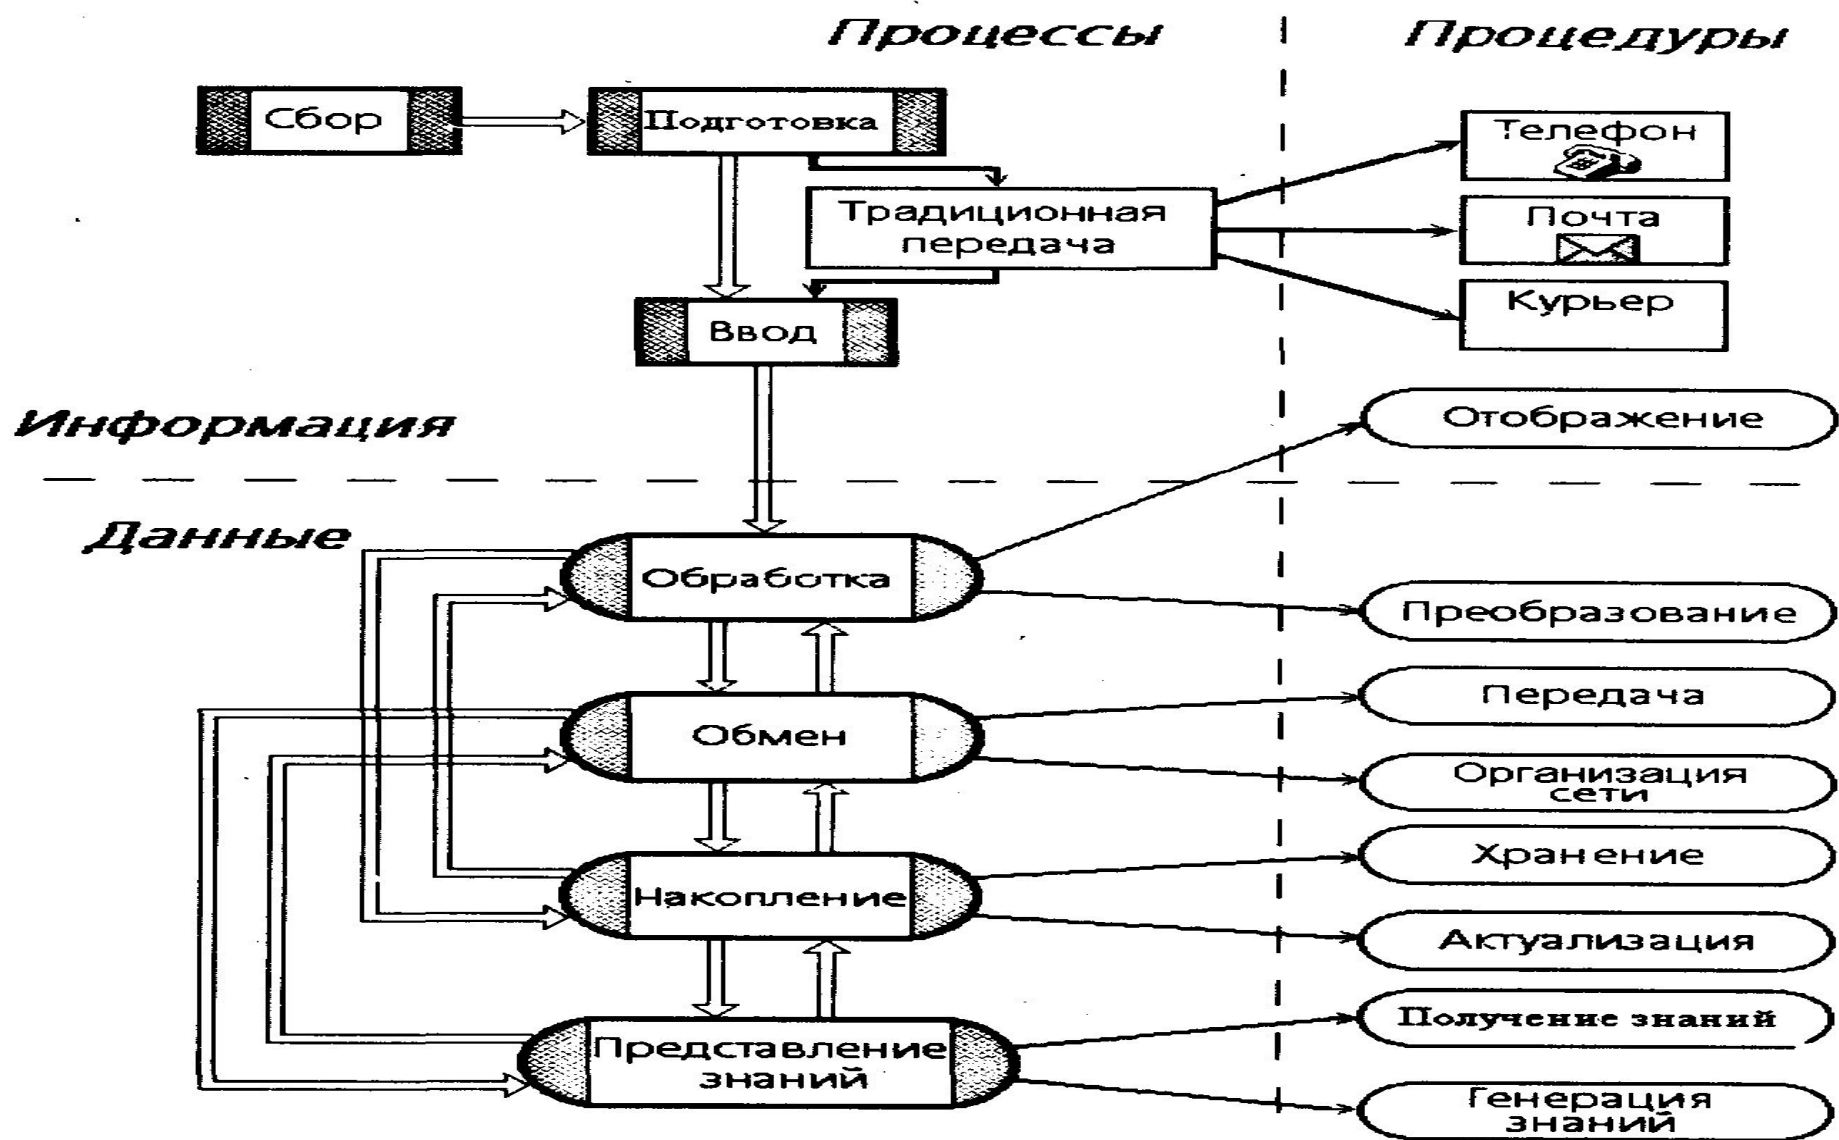 Процессы
Процедуры
Сбор
Подготовка
Телефон
Традиционная
передача
Почта
Курьер
Ввод
Информация
Отображение
Данные
Обработка
Преобразование
Передача
Обмен
Организация
сети
Хранение
Накопление
Актуализация
Получение знаний
Представление
знаний
Генерация
знаний